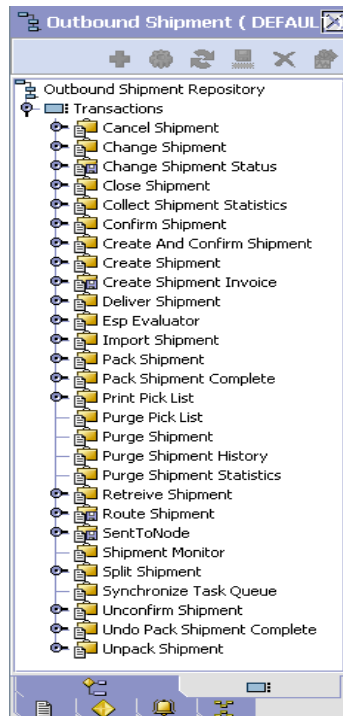 Outbound Shipment ( DEFAUL
Outbound Shipment Repository
Transactions
Cancel Shipment
Change Shipment
Change Shipment Status
Close Shipment
Collect Shipment Statistics
Confirm Shipment
Create And Confirm Shipment
Create Shipment
Create Shipment Invoice
Deliver Shipment
Esp Evaluator
Import Shipment
Pack Shipment
Pack Shipment Complete
Print Pick List
Purge Pick List
Purge Shipment
Purge Shipment History
Purge Shipment Statistics
Retreive Shipment
Route Shipment
SentToNode
Shipment Monitor
Split Shipment
Synchronize Task Queue
Unconfirm Shipment
Undo Pack Shipment Complete
Unpack Shipment